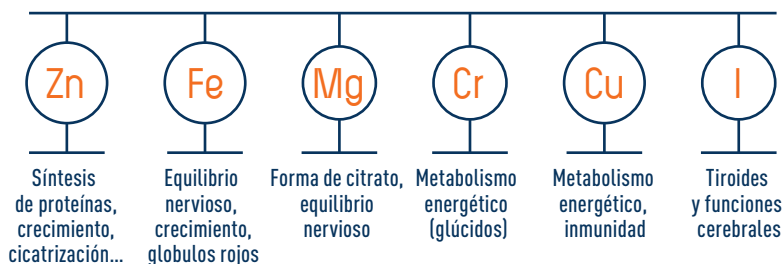 Zn
Fe
Mg
Cr
Cu
I
Síntesis
de proteínas,
crecimiento,
cicatrización...
Equilibrio
nervioso,
crecimiento,
globulos rojos
Forma de citrato,
equilibrio
nervioso
Metabolismo
energético
(glúcidos)
Metabolismo
energético,
inmunidad
Tiroides
y funciones
cerebrales